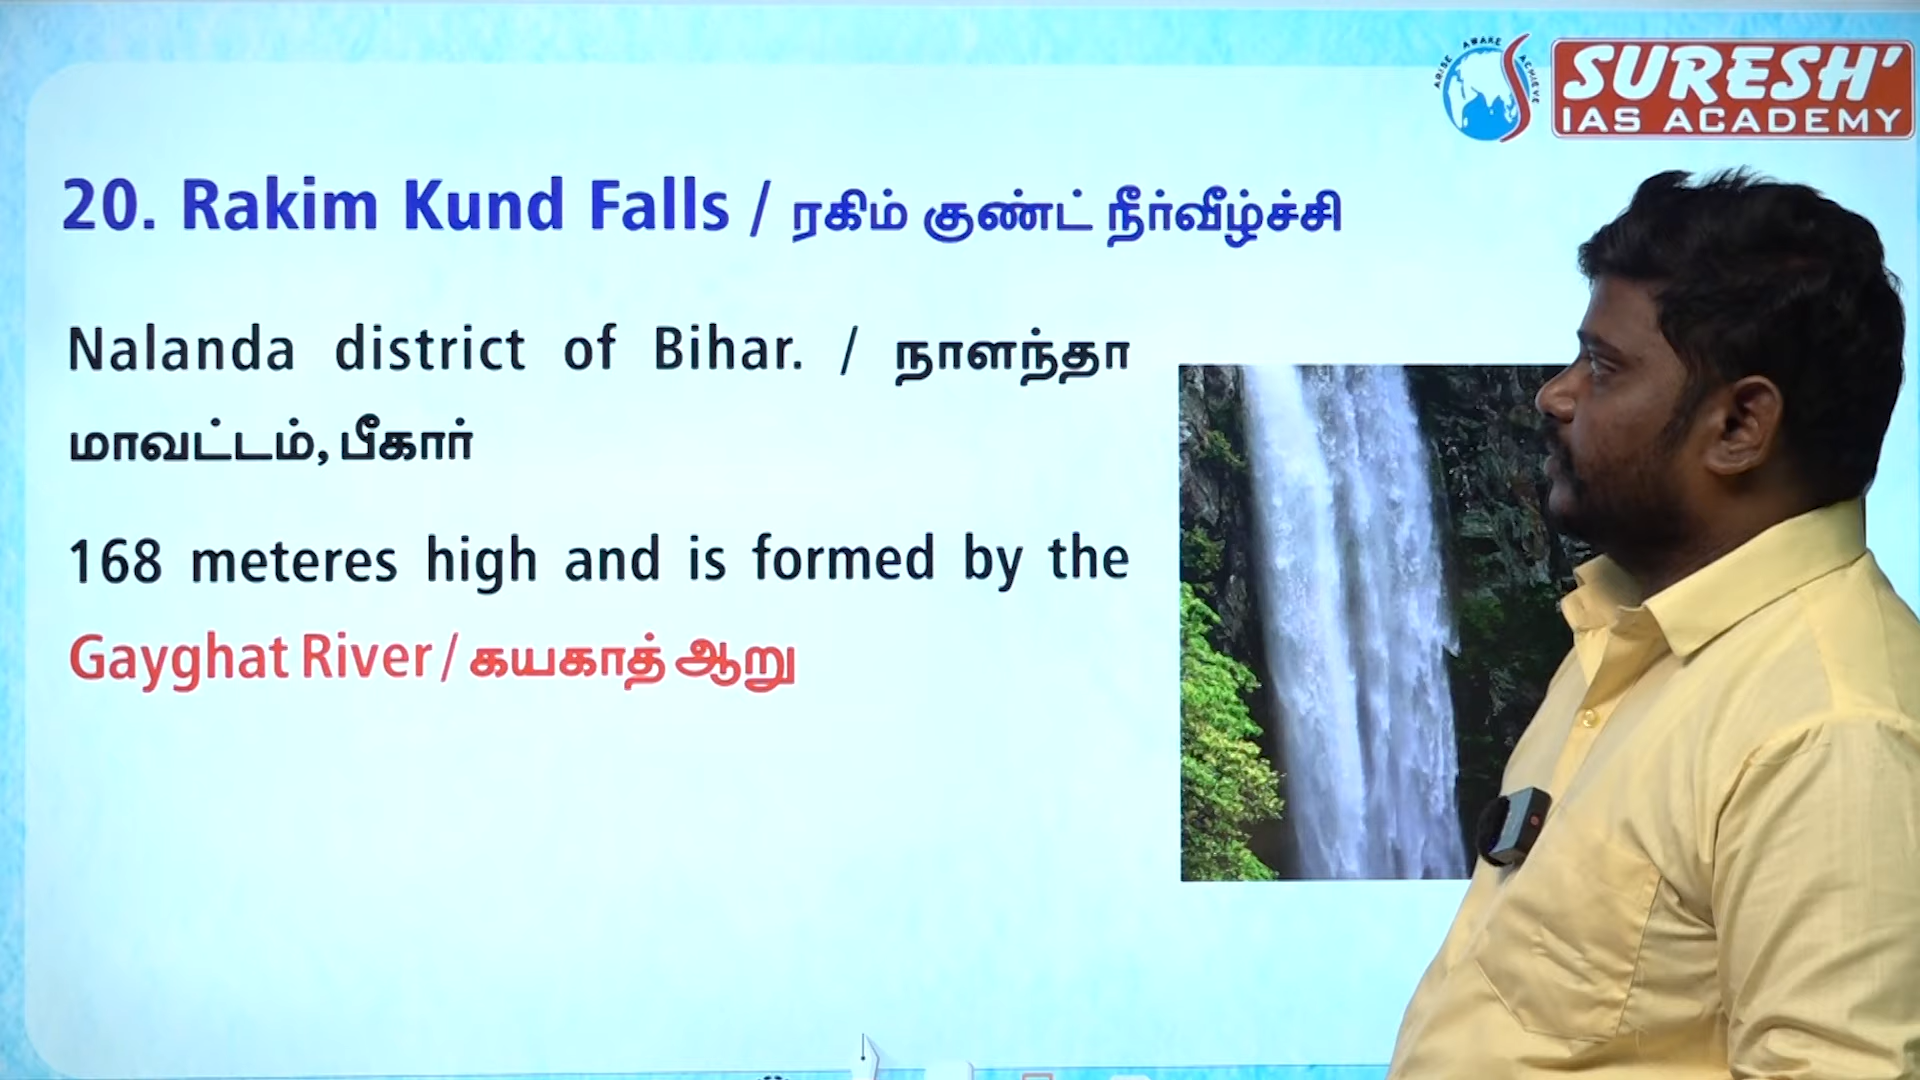 ARISE AWAKE ACHIEVE
SURESH'
IAS ACADEMY
20. Rakim Kund Falls / ரகிம் குண்ட் நீர்வீழ்ச்சி
Nalanda district of Bihar. / நாளந்தா
மாவட்டம், பீகார்
168 meteres high and is formed by the
Gayghat River / கயகாத் ஆறு